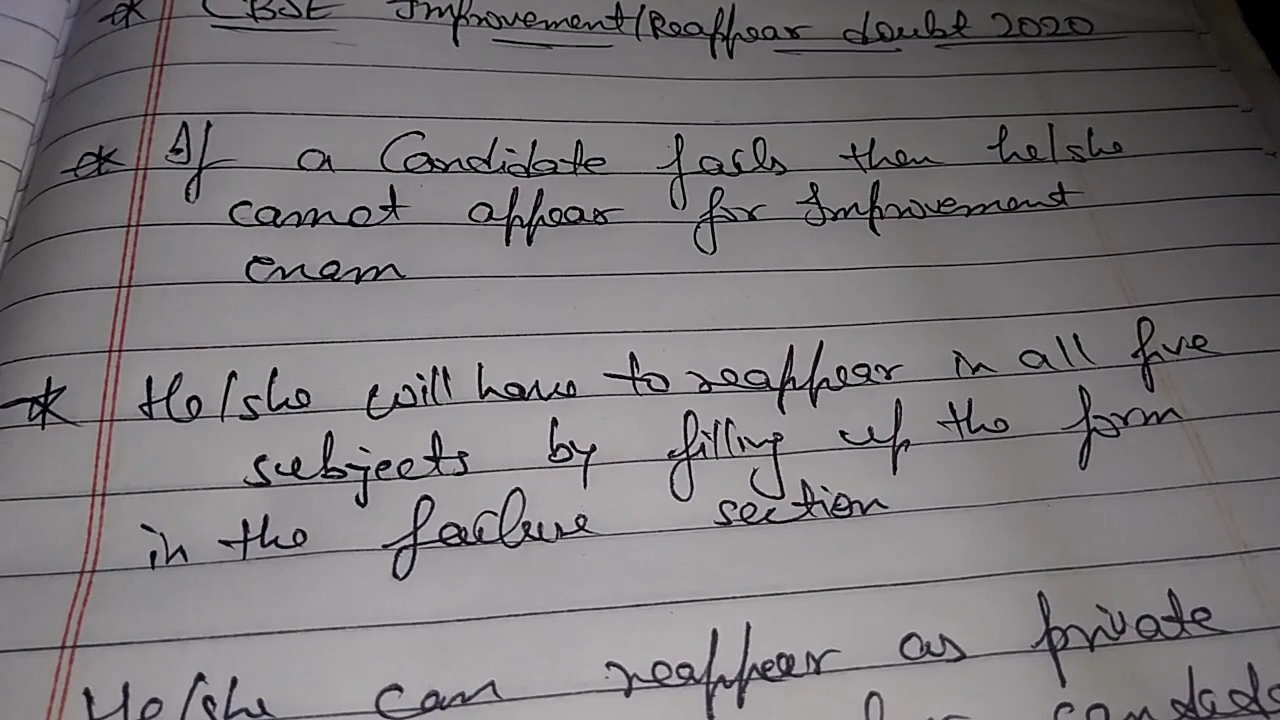 * CBSE Improvement/Reappear doubt 2020
* If a Candidate fails then he/she
cannot appear for Improvement
exam
* He/she will have to reappear in all five
subjects by filling up the form
in the failure section
He/she can reappear as private